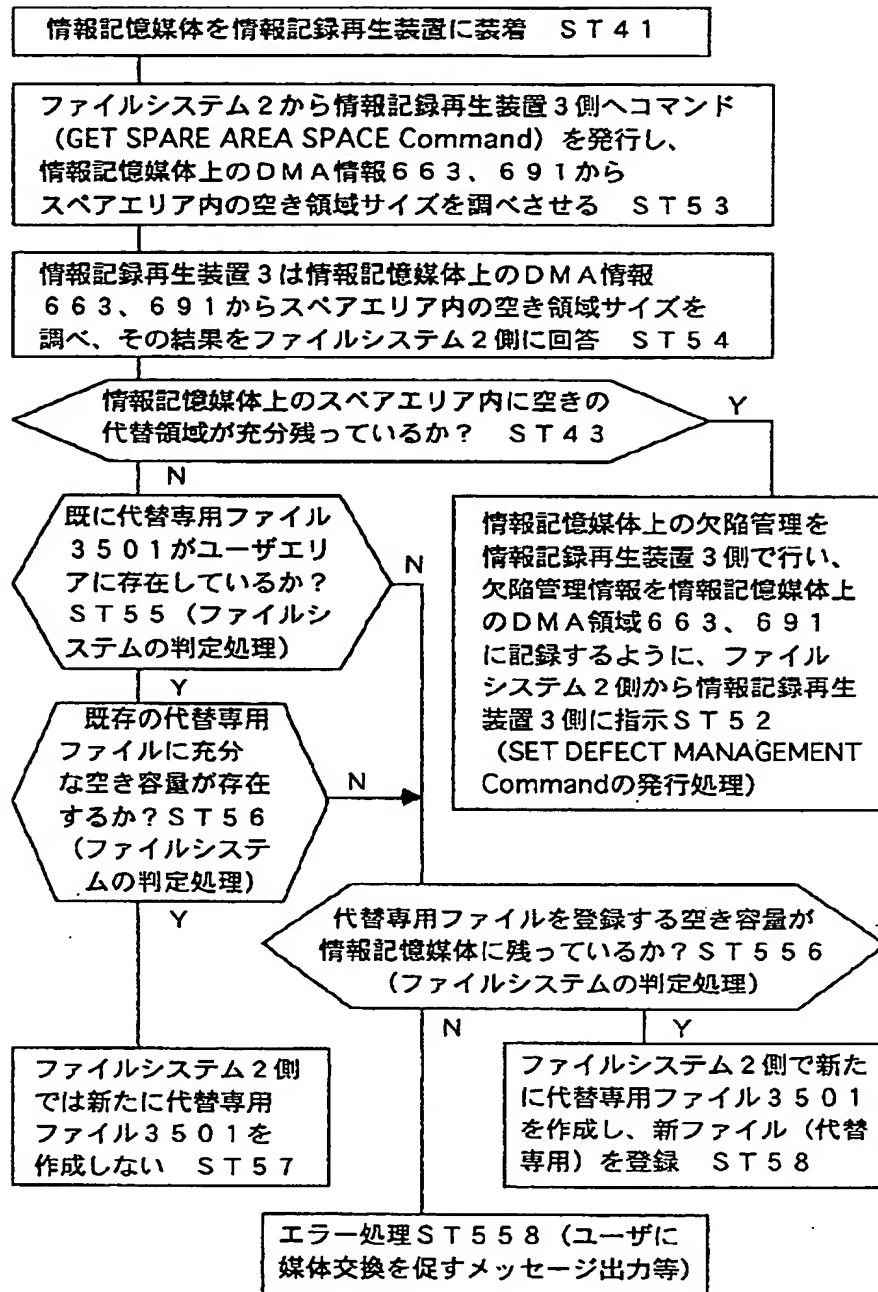 情報記憶媒体を情報記録再生装置に装着　ＳＴ４１
ファイルシステム２から情報記録再生装置３側へコマンド
（GET SPARE AREA SPACE Command）を発行し、
情報記憶媒体上のＤＭＡ情報６６３、６９１から
スペアエリア内の空き領域サイズを調べさせる　ＳＴ５３
情報記録再生装置３は情報記憶媒体上のＤＭＡ情報
６６３、６９１からスペアエリア内の空き領域サイズを
調べ、その結果をファイルシステム２側に回答　ＳＴ５４
情報記憶媒体上のスペアエリア内に空きの
代替領域が充分残っているか？　ＳＴ４３
Ｙ
Ｎ
既に代替専用ファイル
３５０１がユーザエリ
アに存在しているか？
ＳＴ５５（ファイルシ
ステムの判定処理）
Ｎ
Ｙ
情報記憶媒体上の欠陥管理を
情報記録再生装置３側で行い、
欠陥管理情報を情報記憶媒体上
のＤＭＡ領域６６３、６９１
に記録するように、ファイル
システム２側から情報記録再生
装置３側に指示ＳＴ５２
（SET DEFECT MANAGEMENT
Commandの発行処理）
既存の代替専用
ファイルに充分
な空き容量が存在
するか？ＳＴ５６
（ファイルシステ
ムの判定処理）
Ｎ
Ｙ
代替専用ファイルを登録する空き容量が
情報記憶媒体に残っているか？ＳＴ５５６
（ファイルシステムの判定処理）
Ｎ
Ｙ
ファイルシステム２側
では新たに代替専用
ファイル３５０１を
作成しない　ＳＴ５７
ファイルシステム２側で新た
に代替専用ファイル３５０１
を作成し、新ファイル（代替
専用）を登録　ＳＴ５８
エラー処理ＳＴ５５８（ユーザに
媒体交換を促すメッセージ出力等）